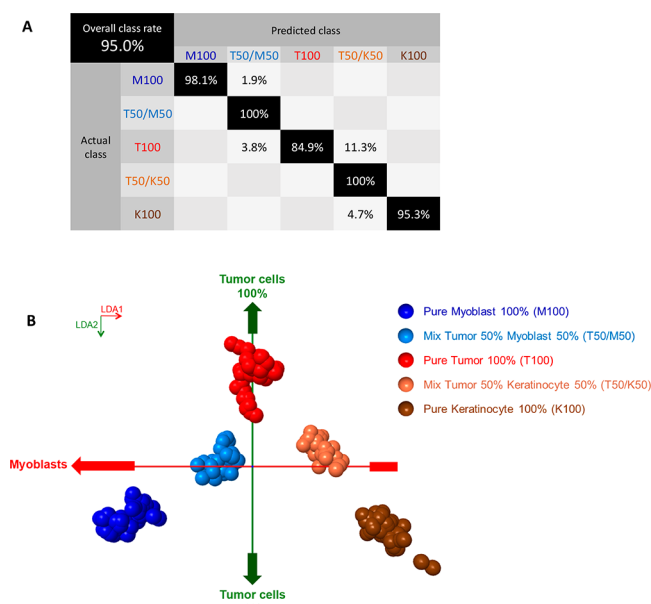 A
Overall class rate
95.0%
Predicted class
M100 T50/M50 T100 T50/K50 K100
Actual class
M100 98.1% 1.9%
T50/M50 100%
T100 3.8% 84.9% 11.3%
T50/K50 100%
K100 4.7% 95.3%
B
LDA1
LDA2
Tumor cells
100%
Myoblasts
Tumor cells
Pure Myoblast 100% (M100)
Mix Tumor 50% Myoblast 50% (T50/M50)
Pure Tumor 100% (T100)
Mix Tumor 50% Keratinocyte 50% (T50/K50)
Pure Keratinocyte 100% (K100)